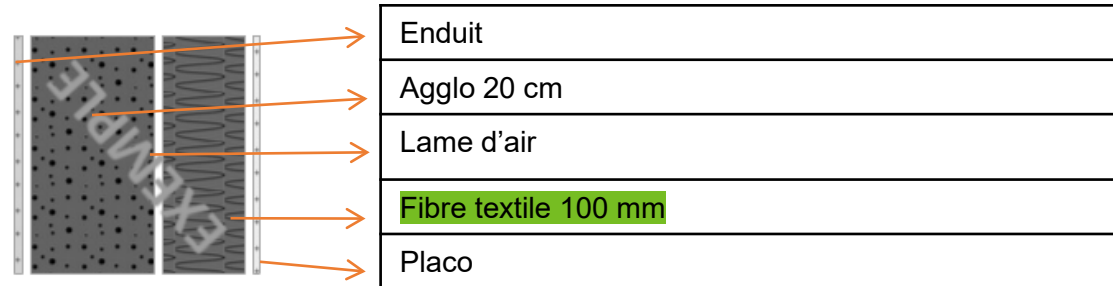 Enduit
Agglo 20 cm
Lame d’air
Fibre textile 100 mm
Placo
EXEMPLE